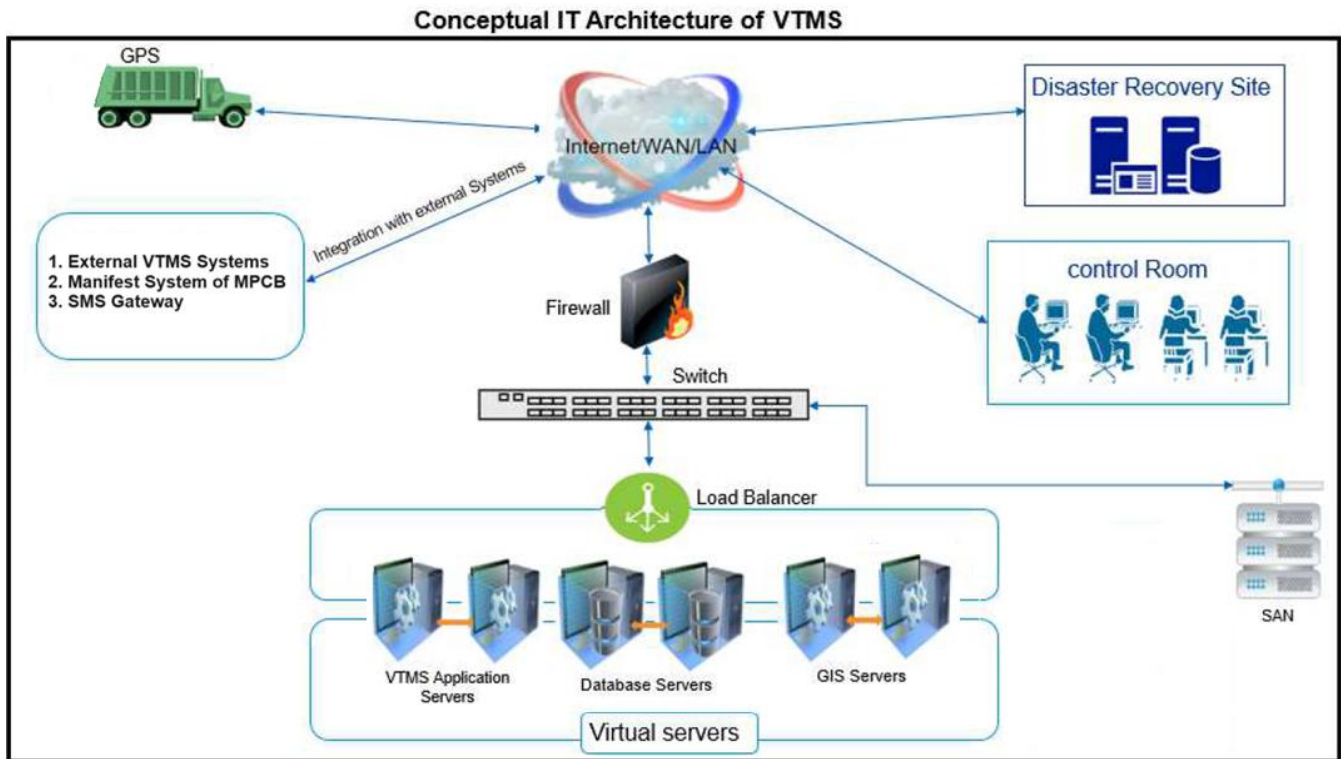 Conceptual IT Architecture of VTMS
GPS
Internet/WAN/LAN
Disaster Recovery Site
Integration with external Systems
1. External VTMS Systems
2. Manifest System of MPCB
3. SMS Gateway
control Room
Firewall
Switch
Load Balancer
SAN
VTMS Application
Servers
Database Servers
GIS Servers
Virtual servers